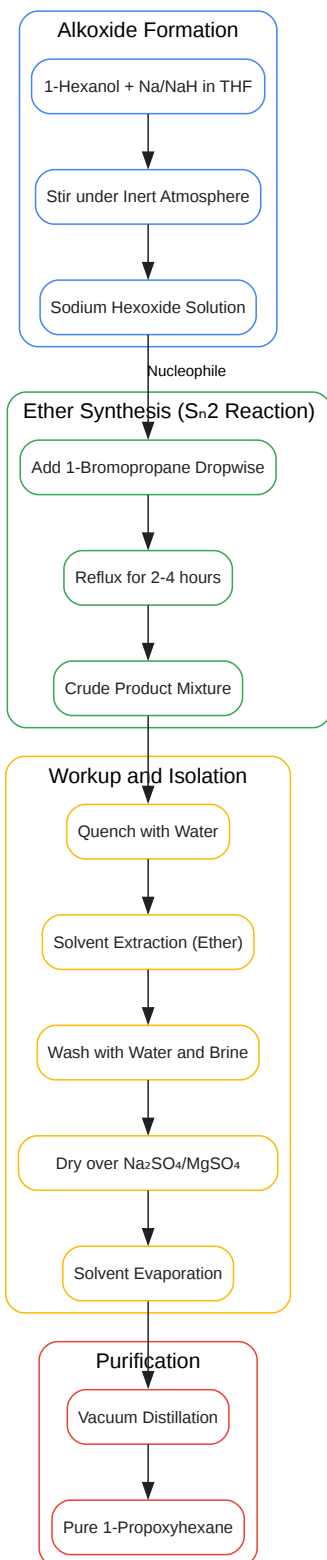 Alkoxide Formation
1-Hexanol + Na/NaH in THF
Stir under Inert Atmosphere
Sodium Hexoxide Solution
Nucleophile
Ether Synthesis (Sₙ2 Reaction)
Add 1-Bromopropane Dropwise
Reflux for 2-4 hours
Crude Product Mixture
Workup and Isolation
Quench with Water
Solvent Extraction (Ether)
Wash with Water and Brine
Dry over Na₂SO₄/MgSO₄
Solvent Evaporation
Purification
Vacuum Distillation
Pure 1-Propoxyhexane